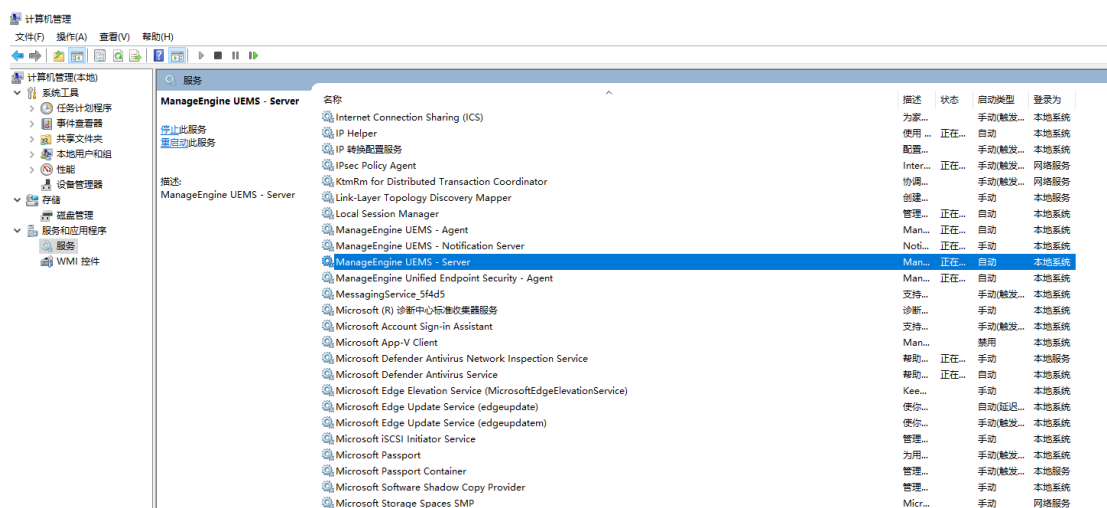 计算机管理
文件(F) 操作(A) 查看(V) 帮助(H)
计算机管理(本地)
系统工具
任务计划程序
事件查看器
共享文件夹
本地用户和组
性能
设备管理器
存储
磁盘管理
服务和应用程序
服务
WMI 控件
服务
ManageEngine UEMS - Server
停止此服务
重启动此服务
描述:
ManageEngine UEMS - Server
名称 描述 状态 启动类型 登录为
Internet Connection Sharing (ICS) 为家... 手动(触发... 本地系统
IP Helper 使用 ... 正在... 自动 本地系统
IP 转换配置服务 配置... 手动(触发... 本地系统
IPsec Policy Agent Inter... 正在... 手动(触发... 网络服务
KtmRm for Distributed Transaction Coordinator 协调... 手动(触发... 网络服务
Link-Layer Topology Discovery Mapper 创建... 手动 本地服务
Local Session Manager 管理... 正在... 自动 本地系统
ManageEngine UEMS - Agent Man... 正在... 自动 本地系统
ManageEngine UEMS - Notification Server Noti... 正在... 手动 本地系统
ManageEngine UEMS - Server Man... 正在... 自动 本地系统
ManageEngine Unified Endpoint Security - Agent Man... 正在... 自动 本地系统
MessagingService_5f4d5 支持... 手动(触发... 本地系统
Microsoft (R) 诊断中心标准收集器服务 诊断... 手动 本地系统
Microsoft Account Sign-in Assistant 支持... 手动(触发... 本地系统
Microsoft App-V Client Man... 禁用 本地系统
Microsoft Defender Antivirus Network Inspection Service 帮助... 正在... 手动 本地服务
Microsoft Defender Antivirus Service 帮助... 正在... 自动 本地系统
Microsoft Edge Elevation Service (MicrosoftEdgeElevationService) Kee... 手动 本地系统
Microsoft Edge Update Service (edgeupdate) 使你... 自动(延迟... 本地系统
Microsoft Edge Update Service (edgeupdatem) 使你... 手动(触发... 本地系统
Microsoft iSCSI Initiator Service 管理... 手动 本地系统
Microsoft Passport 为用... 手动(触发... 本地系统
Microsoft Passport Container 管理... 手动(触发... 本地服务
Microsoft Software Shadow Copy Provider 管理... 手动 本地系统
Microsoft Storage Spaces SMP Micr... 手动 网络服务